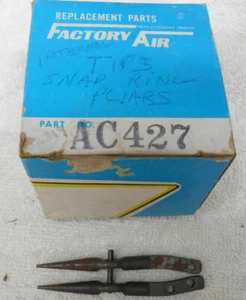 REPLACEMENT PARTS
FACTORY AIR
INTERNAL
TIPS
SNAP RING
PLIARS
PART NO.
AC427